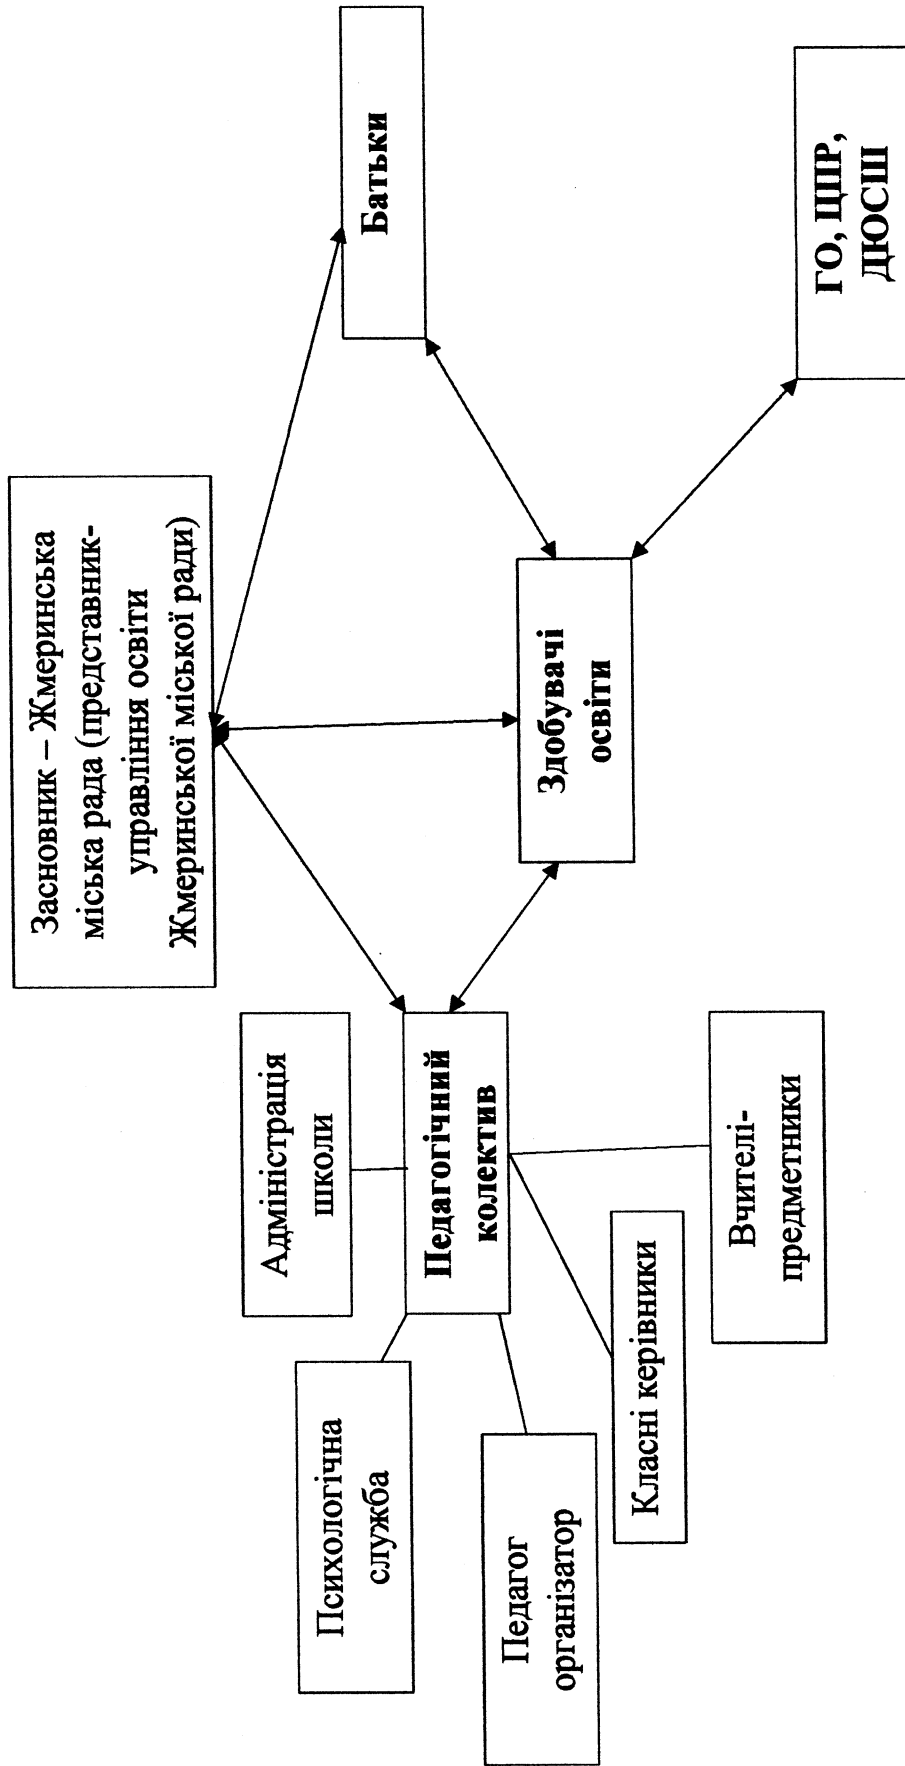 Засновник – Жмеринська
міська рада (представник-
управління освіти
Жмеринської міської ради)
Адміністрація
школи
Батьки
Психологічна
служба
Педагогічний
колектив
Здобувачі
освіти
Педагог
організатор
Класні керівники
Вчителі-
предметники
ГО, ЦПР,
ДЮСШ